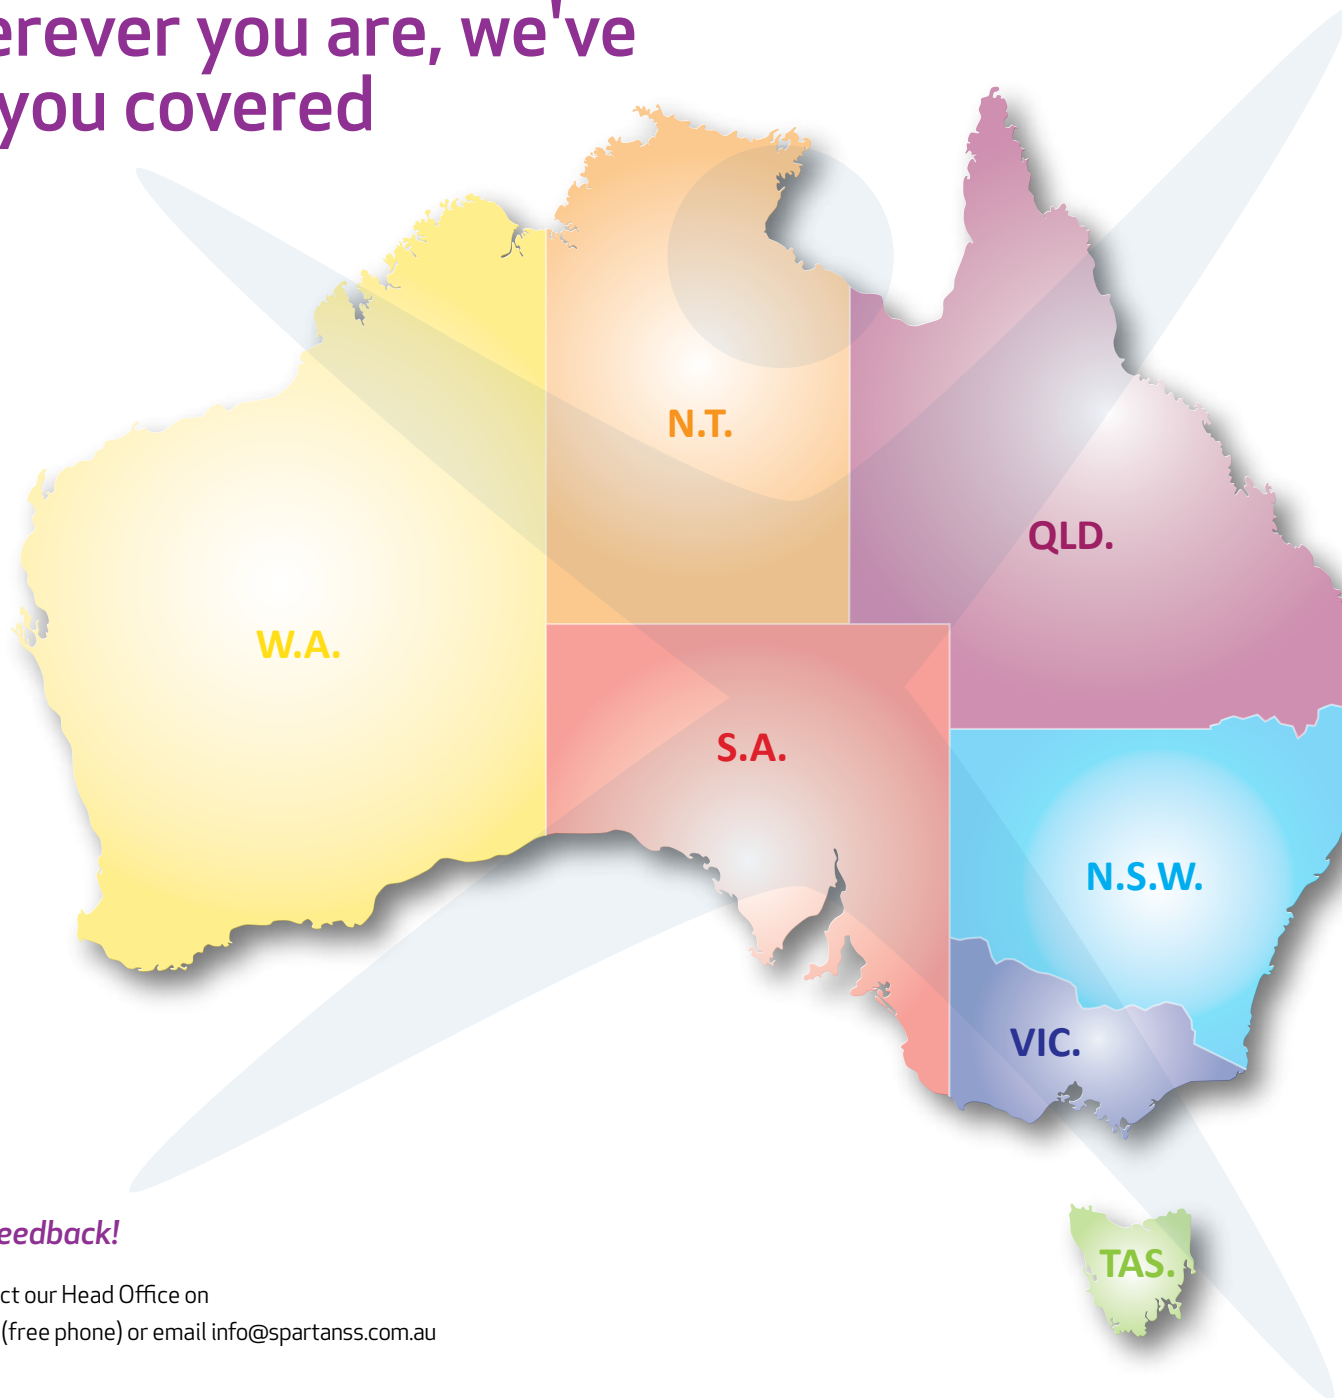 erever you are, we've
you covered
N.T.
QLD.
W.A.
S.A.
N.S.W.
VIC.
eedback!
TAS.
ct our Head Office on
(free phone) or email info@spartanss.com.au